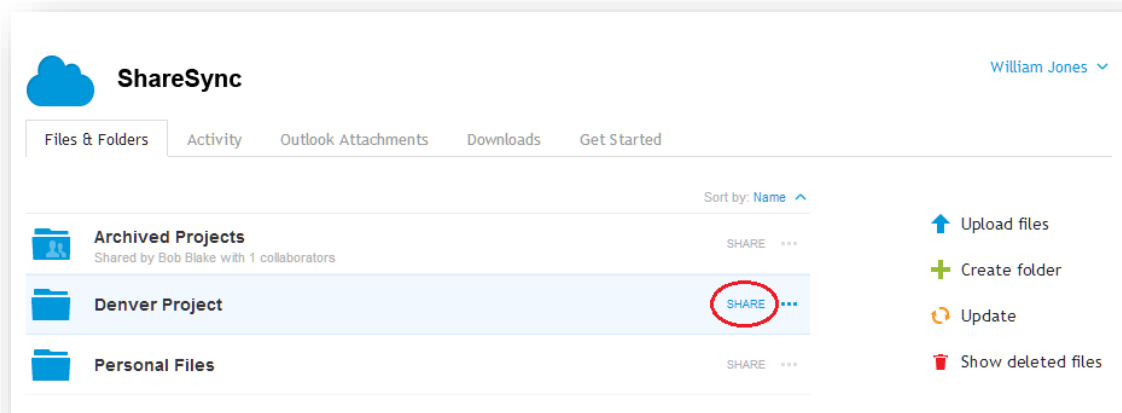 ShareSync
William Jones
Files & Folders Activity Outlook Attachments Downloads Get Started
Sort by: Name
Archived Projects
Shared by Bob Blake with 1 collaborators
SHARE
Denver Project
SHARE
Personal Files
SHARE
Upload files
Create folder
Update
Show deleted files